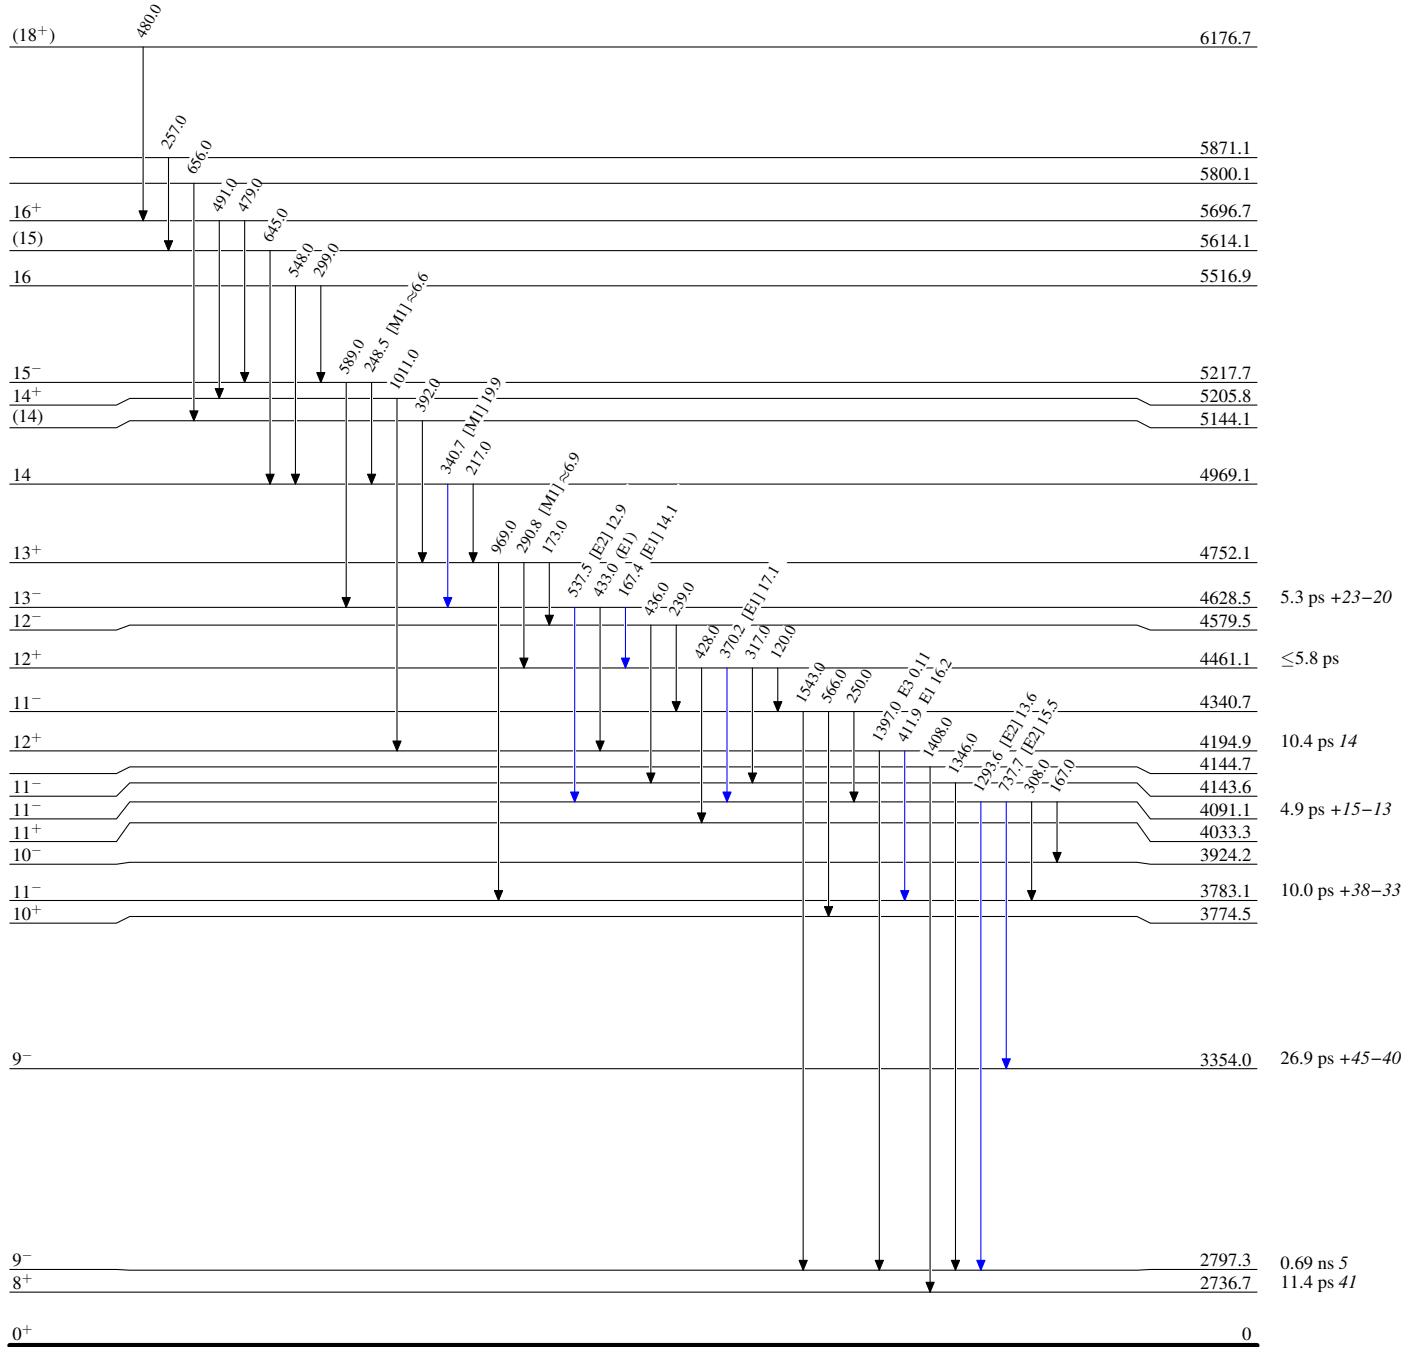 480.0
(18+) 6176.7
257.0
5871.1
656.0
5800.1
491.0
479.0
16+ 5696.7
645.0
(15) 5614.1
548.0
299.0
16 5516.9
589.0
248.5 [M1] ≈6.6
15− 5217.7
1011.0
14+ 5205.8
392.0
(14) 5144.1
340.7 [M1] 19.9
217.0
14 4969.1
969.0
290.8 [M1] ≈6.9
173.0
13+ 4752.1
537.5 [E2] 12.9
433.0 (E1)
167.4 [E1] 14.1
13− 4628.5 5.3 ps +23−20
436.0
239.0
12− 4579.5
428.0
370.2 [E1] 17.1
317.0
120.0
12+ 4461.1 ≤5.8 ps
1543.0
566.0
250.0
11− 4340.7
1397.0 E3 0.11
411.9 E1 16.2
12+ 4194.9 10.4 ps 14
1408.0
4144.7
1346.0
11− 4143.6
1293.6 [E2] 13.6
737.7 [E2] 15.5
308.0
167.0
11− 4091.1 4.9 ps +15−13
11+ 4033.3
10− 3924.2
11− 3783.1 10.0 ps +38−33
10+ 3774.5
9− 3354.0 26.9 ps +45−40
9− 2797.3 0.69 ns 5
8+ 2736.7 11.4 ps 41
0+ 0